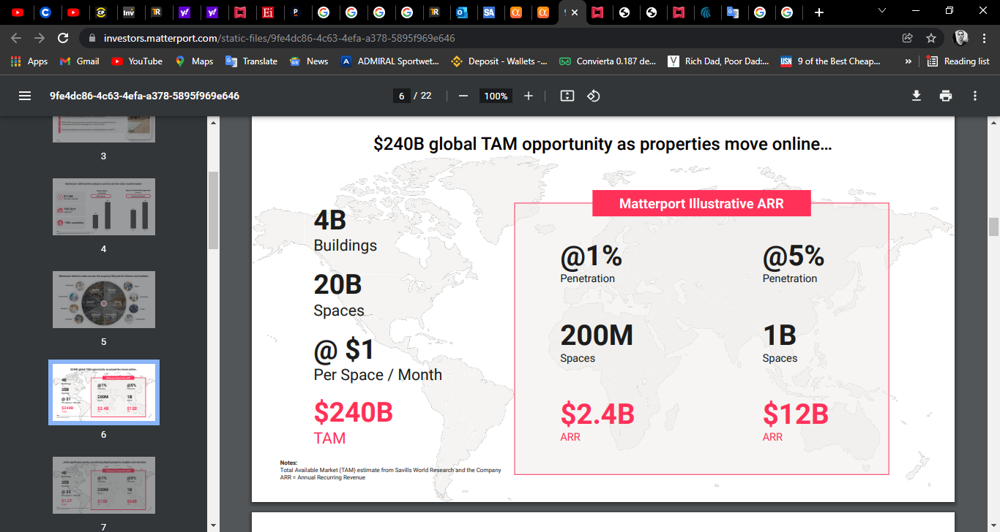 investors.matterport.com/static-files/9fe4dc86-4c63-4efa-a378-5895f969e646
Apps
Gmail
YouTube
Maps
Translate
News
ADMIRAL Sportwet...
Deposit - Wallets -...
Convierta 0.187 de...
Rich Dad, Poor Dad:...
9 of the Best Cheap...
»
Reading list
9fe4dc86-4c63-4efa-a378-5895f969e646
6 / 22
100%
3
4
5
6
7
$240B global TAM opportunity as properties move online…
4B
Buildings
20B
Spaces
@ $1
Per Space / Month
$240B
TAM
Matterport Illustrative ARR
@1%
Penetration
200M
Spaces
$2.4B
ARR
@5%
Penetration
1B
Spaces
$12B
ARR
Notes:
Total Available Market (TAM) estimate from Savills World Research and the Company
ARR = Annual Recurring Revenue